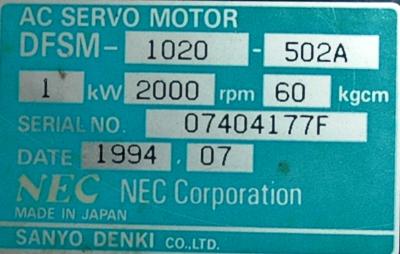 AC SERVO MOTOR
DFSM- 1020 - 502A
1 kW 2000 rpm 60 kgcm
SERIAL NO. 07404177F
DATE 1994 . 07
NEC NEC Corporation
MADE IN JAPAN
SANYO DENKI CO.,LTD.